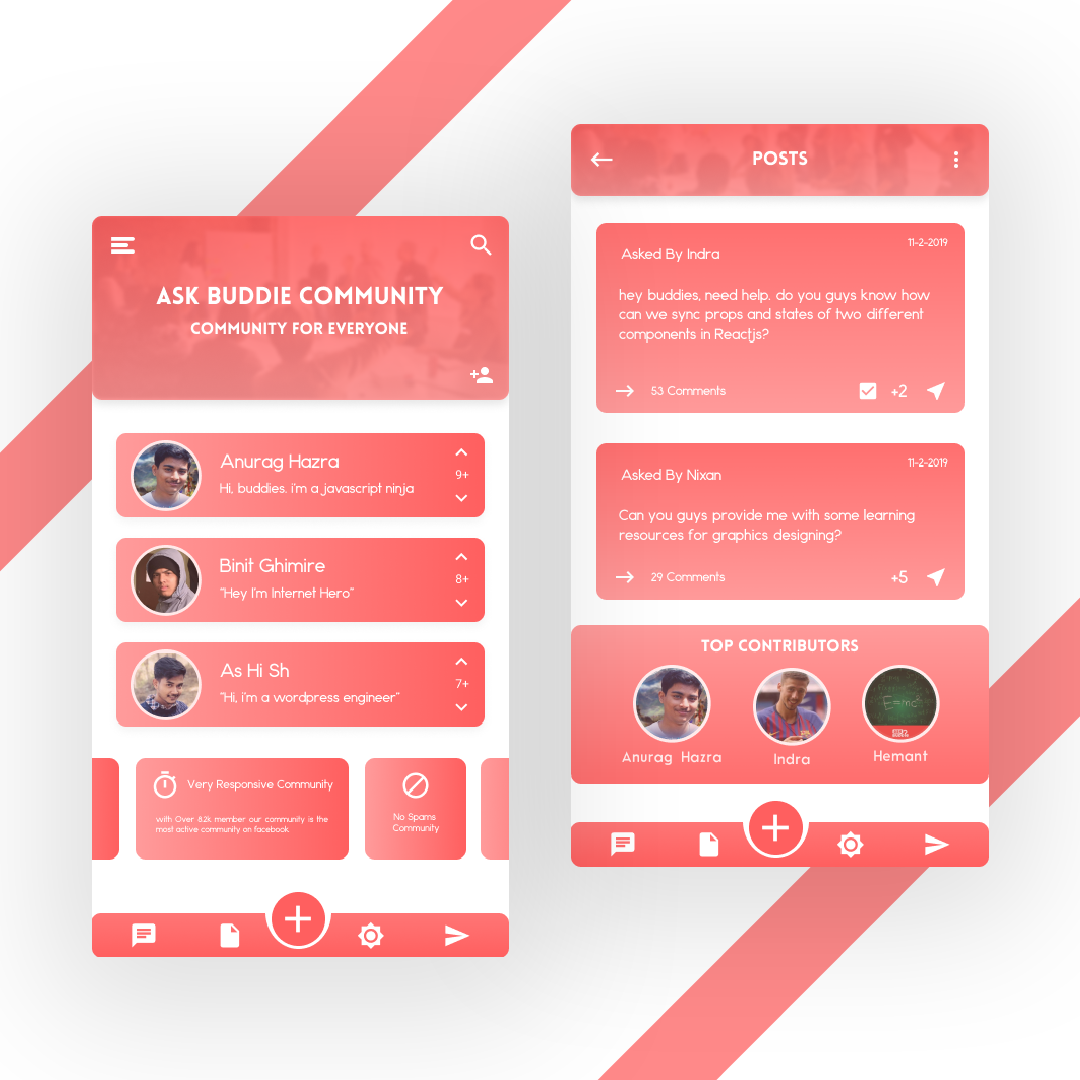 ASK BUDDIE COMMUNITY
COMMUNITY FOR EVERYONE
Anurag Hazra
Hi, buddies. i'm a javascript ninja
9+
Binit Ghimire
"Hey I'm Internet Hero"
8+
As Hi Sh
"Hi, i'm a wordpress engineer"
7+
Very Responsive Community
with Over 8.2k member our community is the
most active community on facebook
No Spams
Community
POSTS
11-2-2019
Asked By Indra
hey buddies, need help. do you guys know how
can we sync props and states of two different
components in Reactjs?
53 Comments
+2
11-2-2019
Asked By Nixan
Can you guys provide me with some learning
resources for graphics designing?'
29 Comments
+5
TOP CONTRIBUTORS
E=mc²
Anurag Hazra
Indra
Hemant